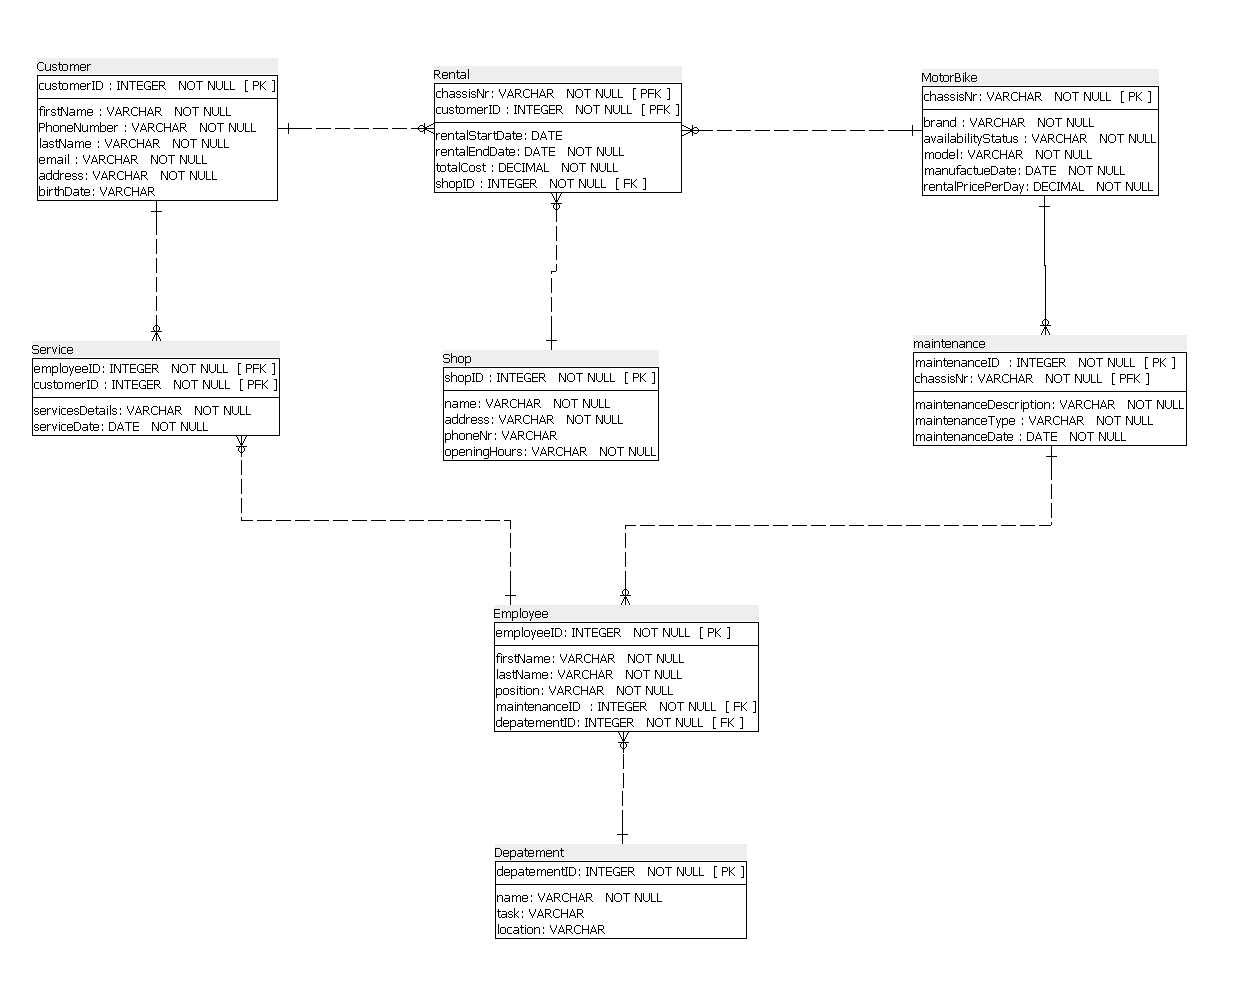 Customer
customerID : INTEGER NOT NULL [ PK ]
firstName : VARCHAR NOT NULL
PhoneNumber : VARCHAR NOT NULL
lastName : VARCHAR NOT NULL
email : VARCHAR NOT NULL
address: VARCHAR NOT NULL
birthDate: VARCHAR
Rental
chassisNr: VARCHAR NOT NULL [ PFK ]
customerID : INTEGER NOT NULL [ PFK ]
rentalStartDate: DATE
rentalEndDate: DATE NOT NULL
totalCost : DECIMAL NOT NULL
shopID : INTEGER NOT NULL [ FK ]
MotorBike
chassisNr: VARCHAR NOT NULL [ PK ]
brand : VARCHAR NOT NULL
availabilityStatus : VARCHAR NOT NULL
model: VARCHAR NOT NULL
manufactueDate: DATE NOT NULL
rentalPricePerDay: DECIMAL NOT NULL
Service
employeeID: INTEGER NOT NULL [ PFK ]
customerID : INTEGER NOT NULL [ PFK ]
servicesDetails: VARCHAR NOT NULL
serviceDate: DATE NOT NULL
Shop
shopID : INTEGER NOT NULL [ PK ]
name: VARCHAR NOT NULL
address: VARCHAR NOT NULL
phoneNr: VARCHAR
openingHours: VARCHAR NOT NULL
maintenance
maintenanceID : INTEGER NOT NULL [ PK ]
chassisNr: VARCHAR NOT NULL [ PFK ]
maintenanceDescription: VARCHAR NOT NULL
maintenanceType : VARCHAR NOT NULL
maintenanceDate : DATE NOT NULL
Employee
employeeID: INTEGER NOT NULL [ PK ]
firstName: VARCHAR NOT NULL
lastName: VARCHAR NOT NULL
position: VARCHAR NOT NULL
maintenanceID : INTEGER NOT NULL [ FK ]
depatementID: INTEGER NOT NULL [ FK ]
Depatement
depatementID: INTEGER NOT NULL [ PK ]
name: VARCHAR NOT NULL
task: VARCHAR
location: VARCHAR